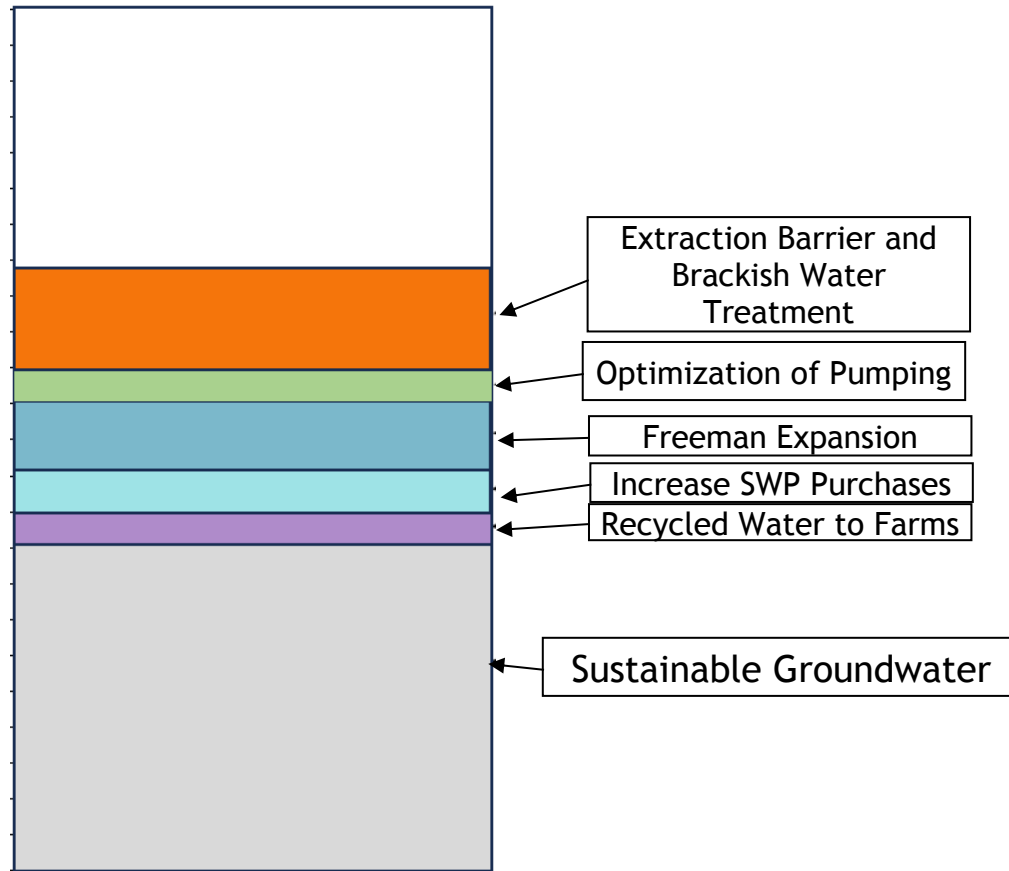 Extraction Barrier and
Brackish Water
Treatment
Optimization of Pumping
Freeman Expansion
Increase SWP Purchases
Recycled Water to Farms
Sustainable Groundwater